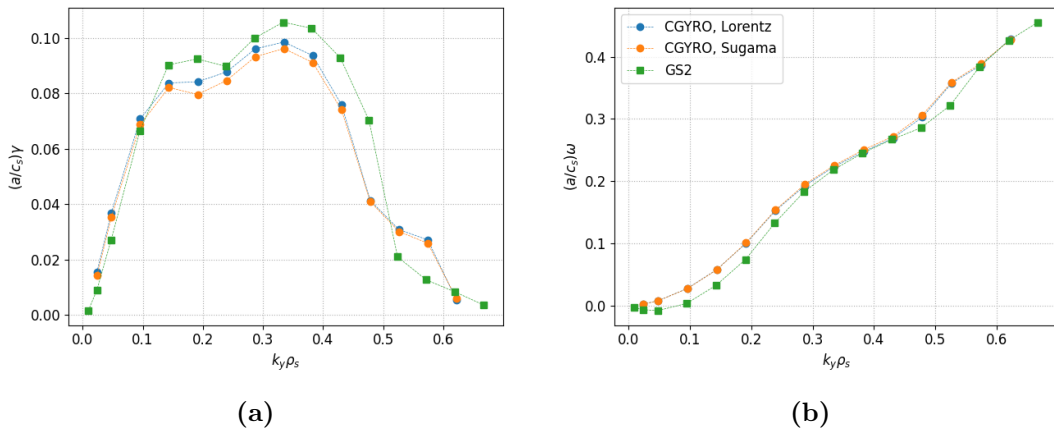 0.10
0.08
0.06
0.04
0.02
0.00
(a/c_s)γ
0.0 0.1 0.2 0.3 0.4 0.5 0.6
k_yρ_s
(a)
CGYRO, Lorentz
CGYRO, Sugama
GS2
0.4
0.3
0.2
0.1
0.0
(a/c_s)ω
0.0 0.1 0.2 0.3 0.4 0.5 0.6
k_yρ_s
(b)